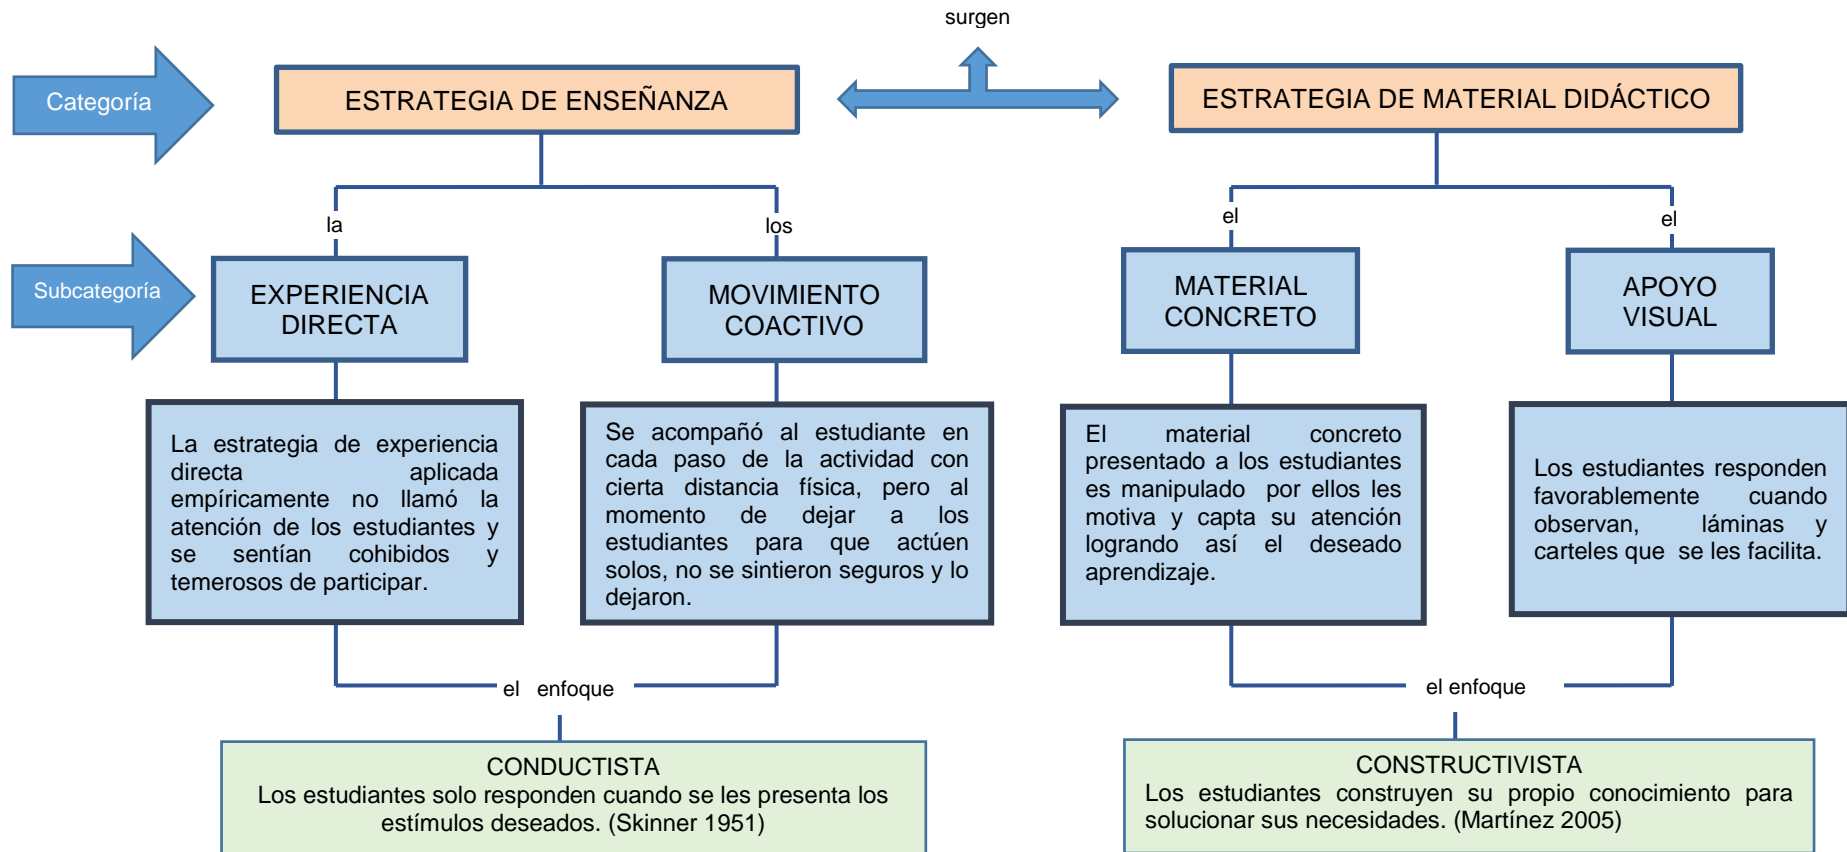 surgen
Categoría
ESTRATEGIA DE ENSEÑANZA
ESTRATEGIA DE MATERIAL DIDÁCTICO
la
los
el
el
Subcategoría
EXPERIENCIA
DIRECTA
MOVIMIENTO
COACTIVO
MATERIAL
CONCRETO
APOYO
VISUAL
La estrategia de experiencia
directa aplicada
empíricamente no llamó la
atención de los estudiantes y
se sentían cohibidos y
temerosos de participar.
Se acompañó al estudiante en
cada paso de la actividad con
cierta distancia física, pero al
momento de dejar a los
estudiantes para que actúen
solos, no se sintieron seguros y lo
dejaron.
El material concreto
presentado a los estudiantes
es manipulado por ellos les
motiva y capta su atención
logrando así el deseado
aprendizaje.
Los estudiantes responden
favorablemente cuando
observan, láminas y
carteles que se les facilita.
el enfoque
el enfoque
CONDUCTISTA
Los estudiantes solo responden cuando se les presenta los
estímulos deseados. (Skinner 1951)
CONSTRUCTIVISTA
Los estudiantes construyen su propio conocimiento para
solucionar sus necesidades. (Martínez 2005)